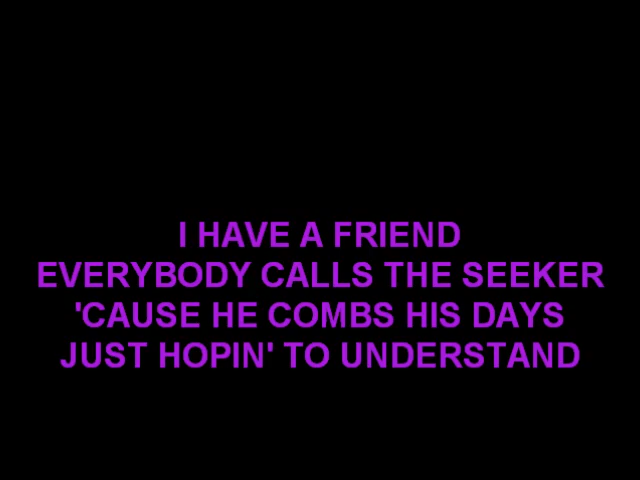 I HAVE A FRIEND
EVERYBODY CALLS THE SEEKER
'CAUSE HE COMBS HIS DAYS
JUST HOPIN' TO UNDERSTAND